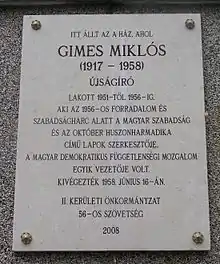 ITT ÁLLT AZ A HÁZ, AHOL
GIMES MIKLÓS
(1917 – 1958)
ÚJSÁGÍRÓ
LAKOTT 1951-TŐL 1956-IG,
AKI AZ 1956-OS FORRADALOM ÉS
SZABADSÁGHARC ALATT A MAGYAR SZABADSÁG
ÉS AZ OKTÓBER HUSZONHARMADIKA
CÍMŰ LAPOK SZERKESZTŐJE,
A MAGYAR DEMOKRATIKUS FÜGGETLENSÉGI MOZGALOM
EGYIK VEZETŐJE VOLT.
KIVÉGEZTÉK 1958. JÚNIUS 16-ÁN.
II. KERÜLETI ÖNKORMÁNYZAT
56-OS SZÖVETSÉG
2008